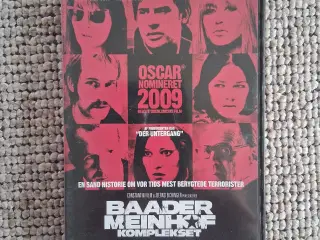 OSCAR
NOMINERET
2009
"DER UNTERGANG"
EN SAND HISTORIE OM VOR TIDS MEST BERYGTEDE TERRORISTER
BAADER
MEINHOF
KOMPLEKSET